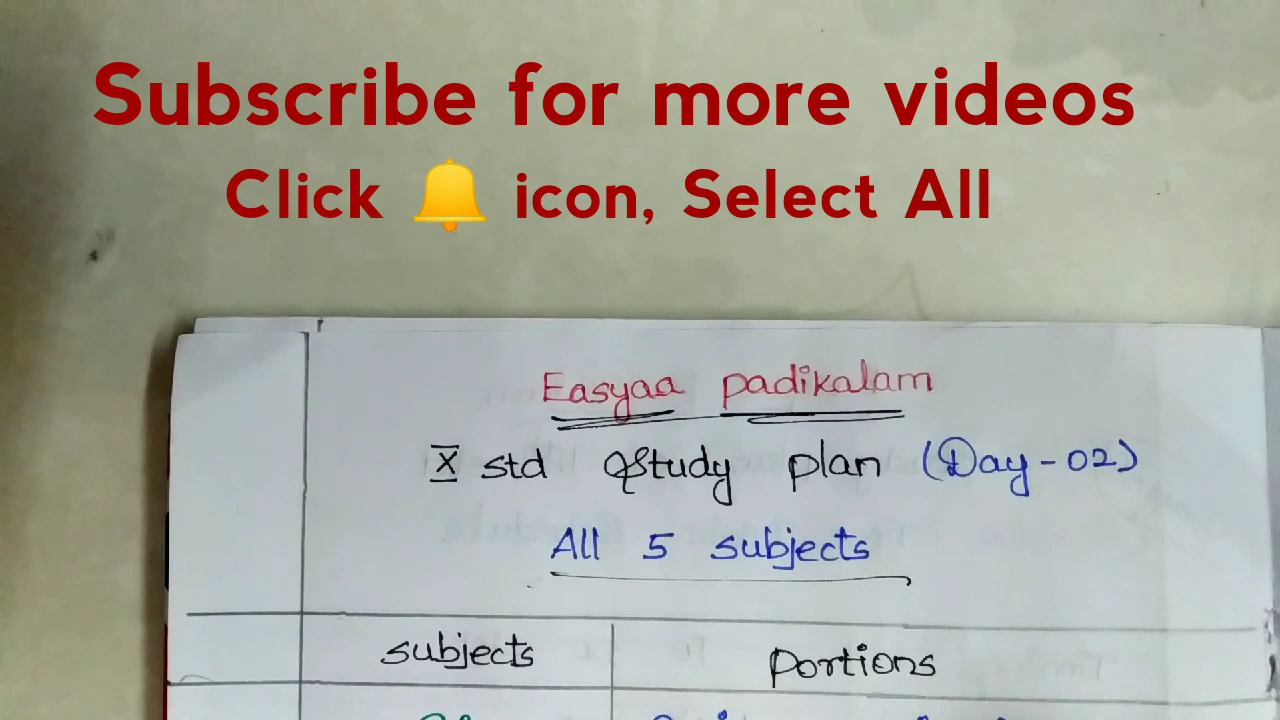 Subscribe for more videos
Click 🔔 icon, Select All
Easyaa padikalam
X std Study plan (Day-02)
All 5 subjects
subjects portions